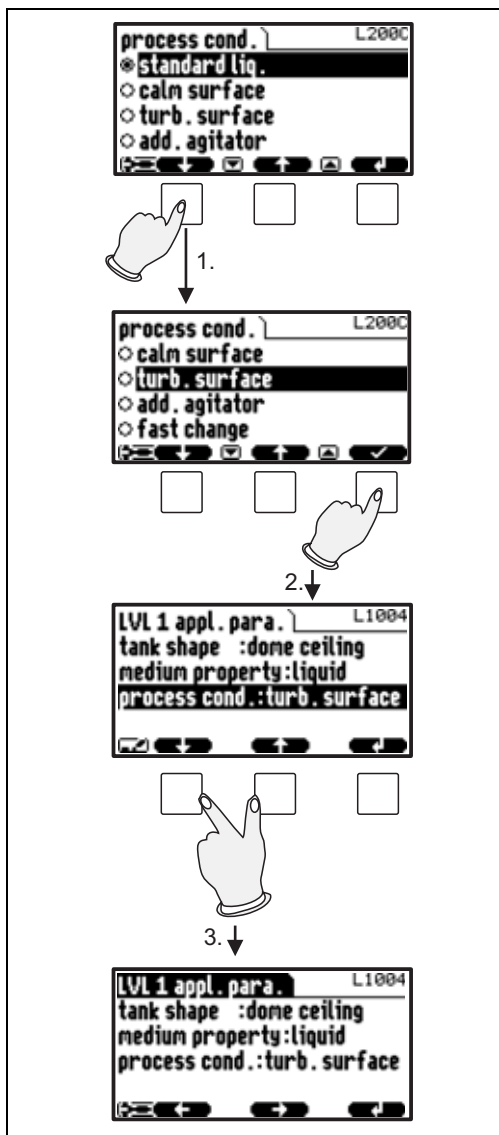 process cond. L200C
standard liq.
calm surface
turb. surface
add. agitator
1.
process cond. L200C
calm surface
turb. surface
add. agitator
fast change
2.
LVL 1 appl. para. L1004
tank shape :dome ceiling
medium property:liquid
process cond.:turb. surface
3.
LVL 1 appl. para. L1004
tank shape :dome ceiling
medium property:liquid
process cond.:turb. surface